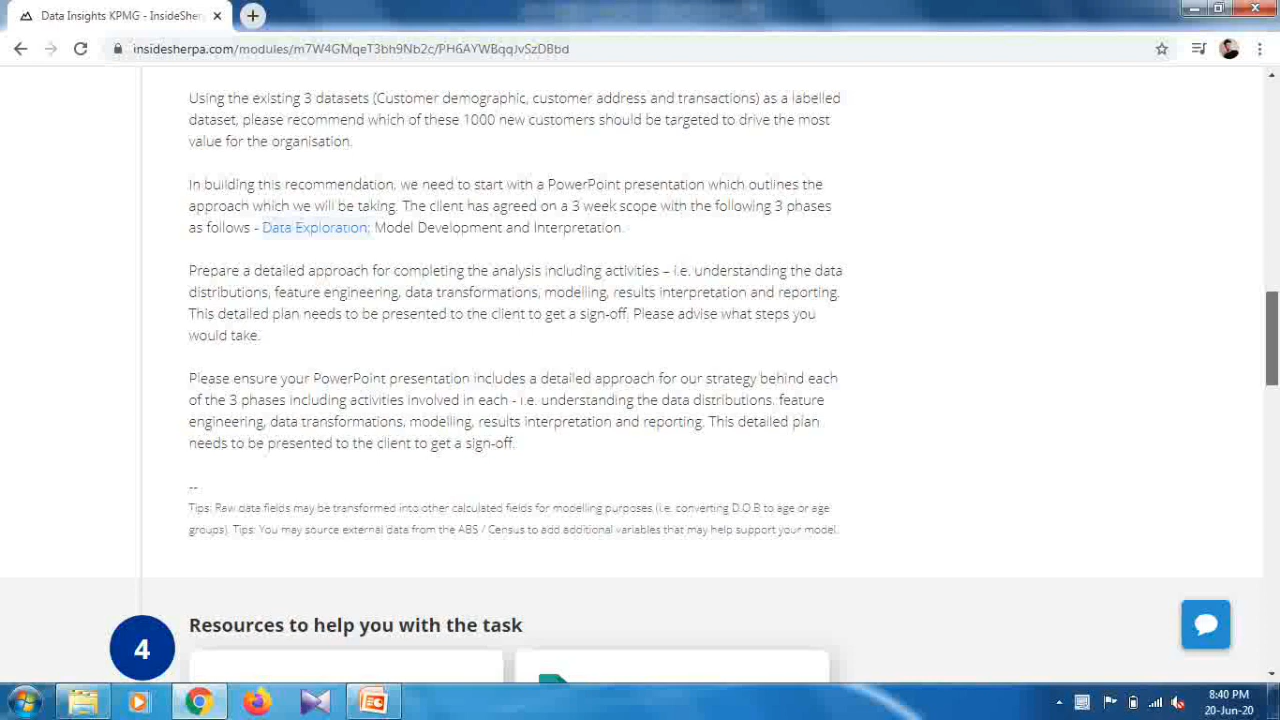 Data Insights KPMG - InsideSher
insidesherpa.com/modules/m7W4GMqeT3bh9Nb2c/PH6AYWBqqJvSzDBbd
Using the existing 3 datasets (Customer demographic, customer address and transactions) as a labelled
dataset, please recommend which of these 1000 new customers should be targeted to drive the most
value for the organisation.
In building this recommendation, we need to start with a PowerPoint presentation which outlines the
approach which we will be taking. The client has agreed on a 3 week scope with the following 3 phases
as follows - Data Exploration; Model Development and Interpretation.
Prepare a detailed approach for completing the analysis including activities – i.e. understanding the data
distributions, feature engineering, data transformations, modelling, results interpretation and reporting.
This detailed plan needs to be presented to the client to get a sign-off. Please advise what steps you
would take.
Please ensure your PowerPoint presentation includes a detailed approach for our strategy behind each
of the 3 phases including activities involved in each - i.e. understanding the data distributions, feature
engineering, data transformations, modelling, results interpretation and reporting. This detailed plan
needs to be presented to the client to get a sign-off.
--
Tips: Raw data fields may be transformed into other calculated fields for modelling purposes (i.e. converting D.O.B to age or age
groups). Tips: You may source external data from the ABS / Census to add additional variables that may help support your model.
4
Resources to help you with the task
8:40 PM
20-Jun-20